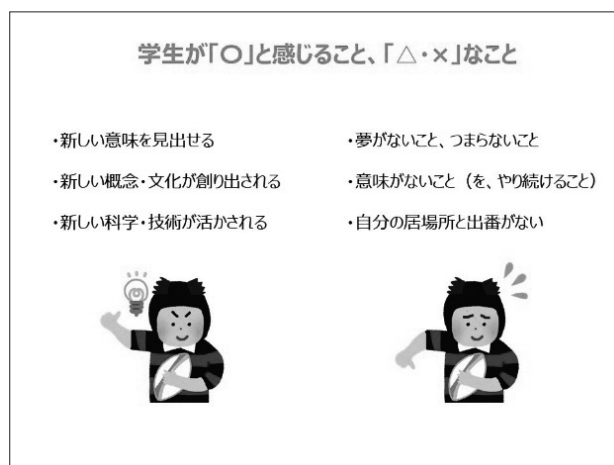 学生が「〇」と感じること、「△・×」なこと
・新しい意味を見出せる
・新しい概念・文化が創り出される
・新しい科学・技術が活かされる
・夢がないこと、つまらないこと
・意味がないこと（を、やり続けること）
・自分の居場所と出番がない